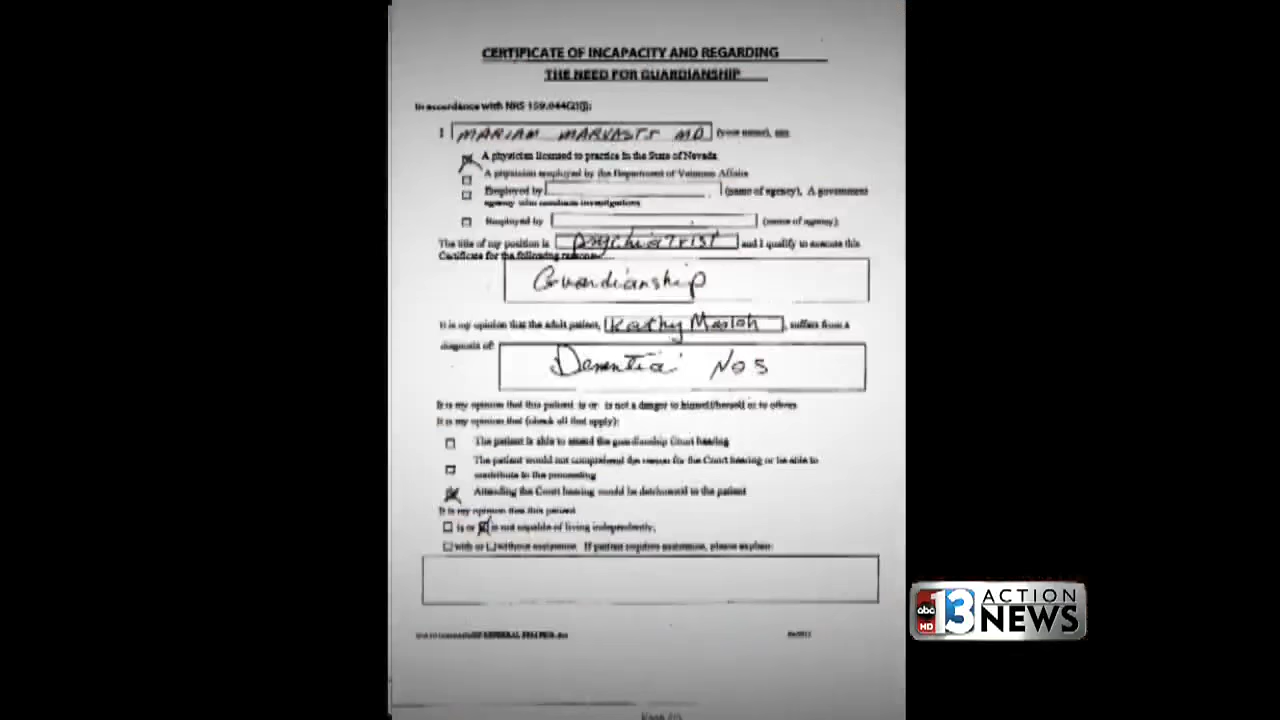 CERTIFICATE OF INCAPACITY AND REGARDING
THE NEED FOR GUARDIANSHIP
In accordance with NRS 159.044(2)(j):
I MARIAM MD (your name), am
A physician licensed to practice in the State of Nevada
A physician employed by the Department of Veterans Affairs
Employed by (name of agency), A government
agency who conducts investigations
Employed by (name of agency);
The title of my position is Psychiatrist and I qualify to execute this
Certificate for the following reasons:
Guardianship
It is my opinion that the adult patient, Kathy, suffers from a
diagnosis of:
Dementia NOS
It is my opinion that this patient is or is not a danger to himself/herself or to others
It is my opinion that (check all that apply):
The patient is able to attend the guardianship Court hearing
The patient would not comprehend the reason for the Court hearing or be able to
contribute to the proceeding
Attending the Court hearing would be detrimental to the patient
It is my opinion that this patient
is or is not capable of living independently;
with or without assistance. If patient requires assistance, please explain:
abc 13 HD ACTION
NEWS